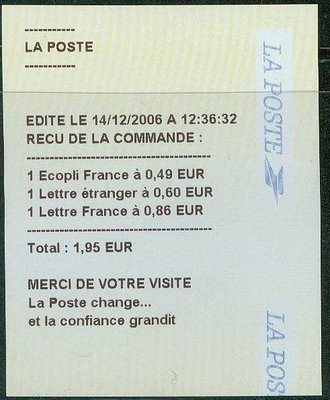 -----------
LA POSTE
-----------
EDITE LE 14/12/2006 A 12:36:32
RECU DE LA COMMANDE :
----------------------------------------
1 Ecopli France à 0,49 EUR
1 Lettre étranger à 0,60 EUR
1 Lettre France à 0,86 EUR
----------------------------------------
Total : 1,95 EUR
MERCI DE VOTRE VISITE
La Poste change...
et la confiance grandit
LA POSTE
LA POS